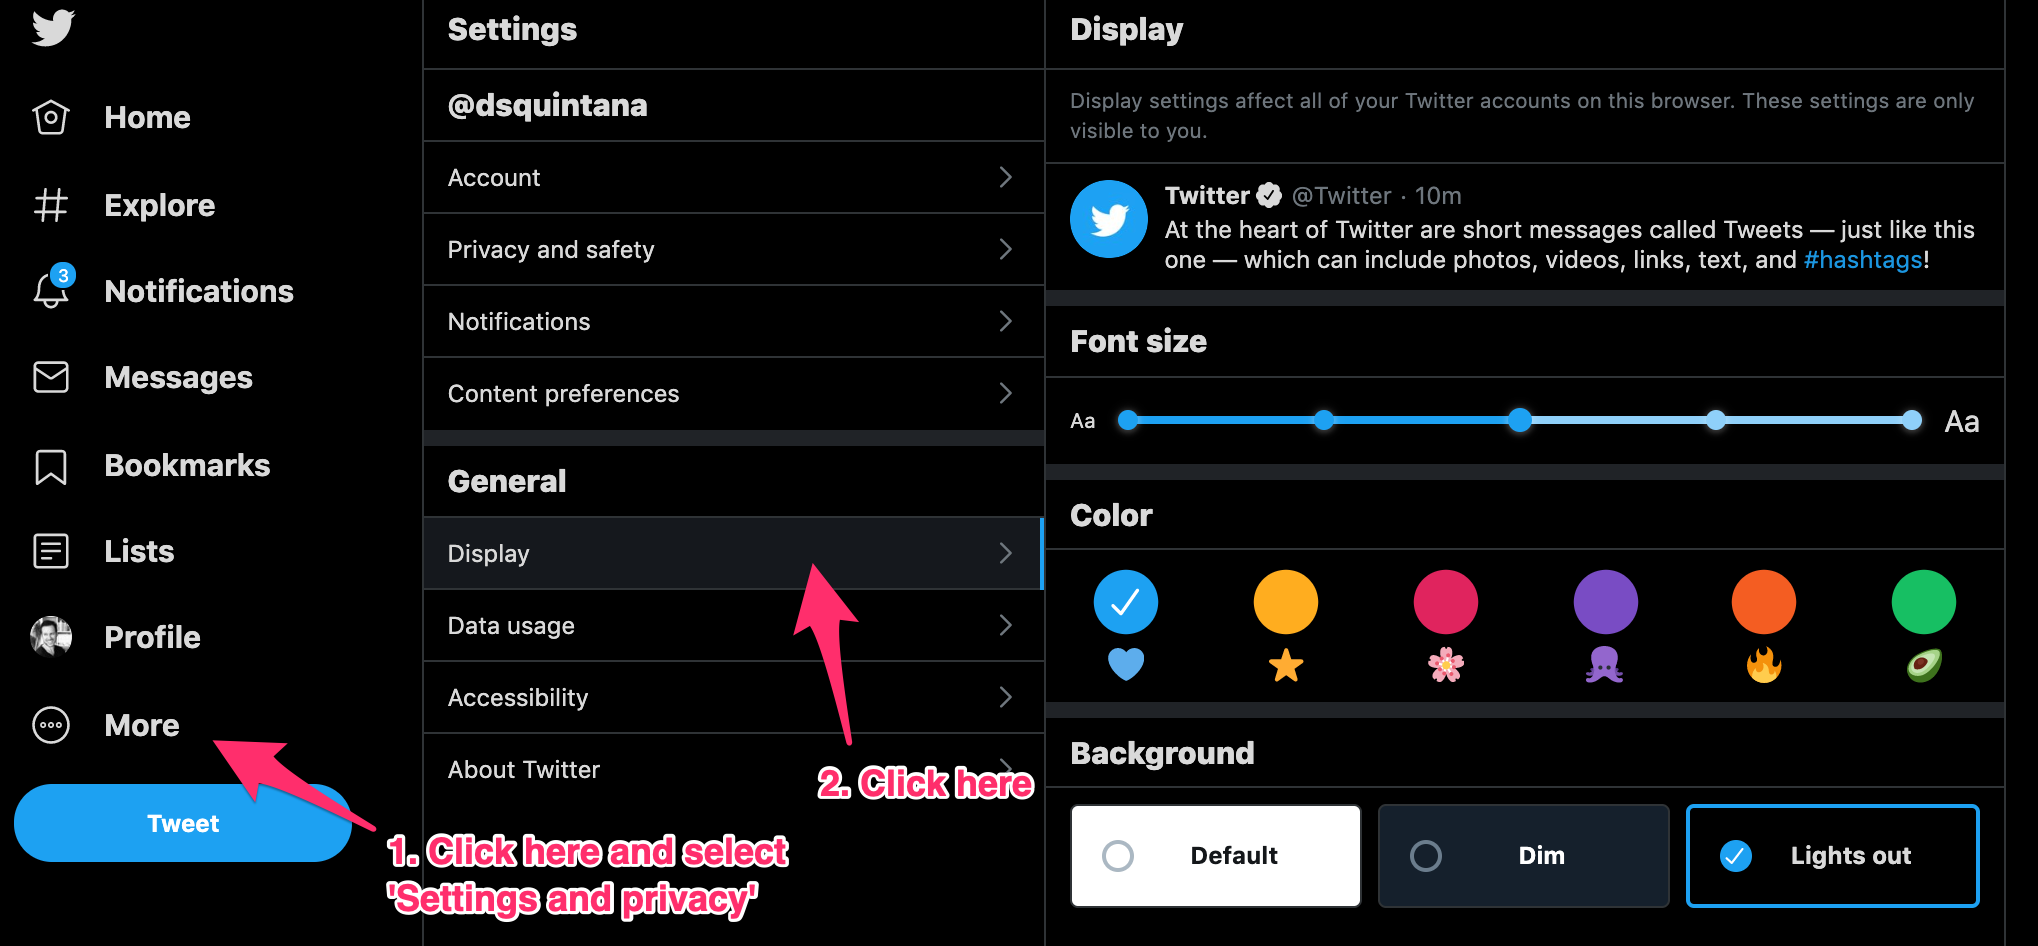 Home
Explore
3
Notifications
Messages
Bookmarks
Lists
Profile
More
Tweet
Settings
@dsquintana
Account
Privacy and safety
Notifications
Content preferences
General
Display
Data usage
Accessibility
About Twitter
1. Click here and select
'Settings and privacy'
2. Click here
Display
Display settings affect all of your Twitter accounts on this browser. These settings are only
visible to you.
Twitter @Twitter · 10m
At the heart of Twitter are short messages called Tweets — just like this
one — which can include photos, videos, links, text, and #hashtags!
Font size
Aa Aa
Color
Background
Default Dim Lights out